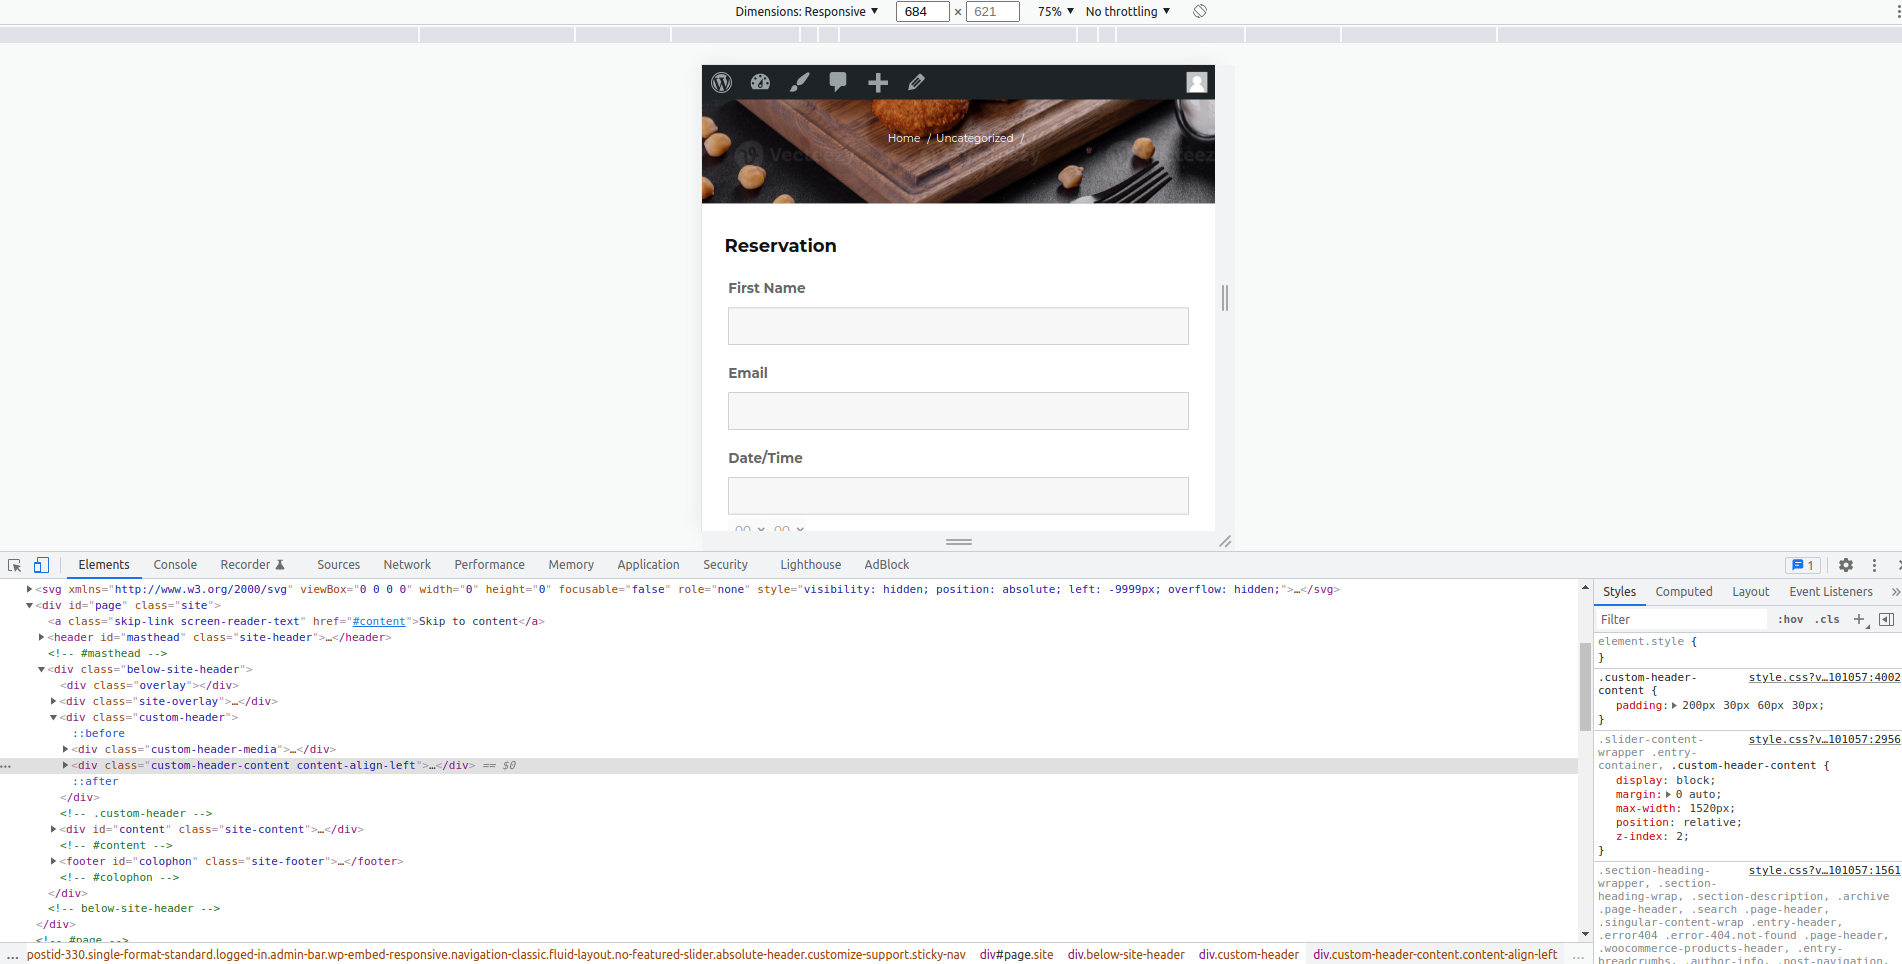 Dimensions: Responsive ▼ 684 × 621 75% ▼ No throttling ▼
Home / Uncategorized /
Vecteezy
Reservation
First Name
Email
Date/Time
00 00
Elements Console Recorder Sources Network Performance Memory Application Security Lighthouse AdBlock 1
<svg xmlns="http://www.w3.org/2000/svg" viewBox="0 0 0 0" width="0" height="0" focusable="false" role="none" style="visibility: hidden; position: absolute; left: -9999px; overflow: hidden;">…</svg>
<div id="page" class="site">
<a class="skip-link screen-reader-text" href="#content">Skip to content</a>
<header id="masthead" class="site-header">…</header>
<!-- #masthead -->
<div class="below-site-header">
<div class="overlay"></div>
<div class="site-overlay">…</div>
<div class="custom-header">
::before
<div class="custom-header-media">…</div>
<div class="custom-header-content content-align-left">…</div> == $0
::after
</div>
<!-- .custom-header -->
<div id="content" class="site-content">…</div>
<!-- #content -->
<footer id="colophon" class="site-footer">…</footer>
<!-- #colophon -->
</div>
<!-- below-site-header -->
</div>
<!-- #page -->
... postid-330.single-format-standard.logged-in.admin-bar.wp-embed-responsive.navigation-classic.fluid-layout.no-featured-slider.absolute-header.customize-support.sticky-nav div#page.site div.below-site-header div.custom-header div.custom-header-content.content-align-left ...
Styles Computed Layout Event Listeners »
Filter :hov .cls +
element.style {
}
.custom-header- style.css?v…101057:4002
content {
padding: 200px 30px 60px 30px;
}
.slider-content- style.css?v…101057:2956
wrapper .entry-
container, .custom-header-content {
display: block;
margin: 0 auto;
max-width: 1520px;
position: relative;
z-index: 2;
}
.section-heading- style.css?v…101057:1561
wrapper, .section-
heading-wrap, .section-description, .archive
.page-header, .search .page-header,
.singular-content-wrap .entry-header,
.error404 .error-404.not-found .page-header,
.woocommerce-products-header, .entry-
breadcrumbs, .author-info, .post-navigation,